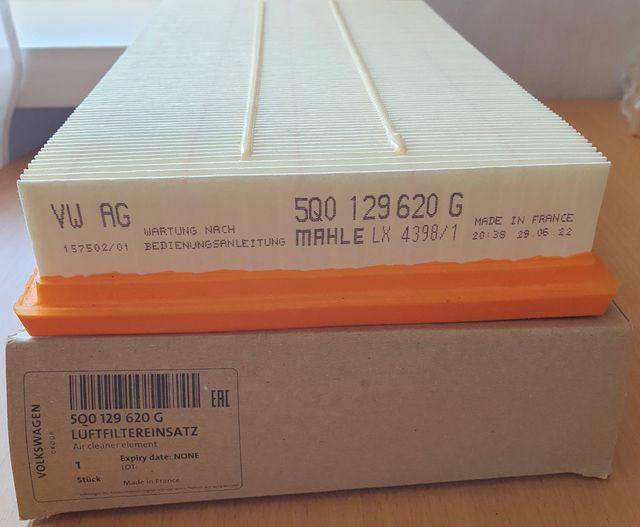 VW AG
157502/01
WARTUNG NACH
BEDIENUNGSANLEITUNG
5Q0 129 620 G
MAHLE LX 4398/1
MADE IN FRANCE
20:38 29.06.22
VOLKSWAGEN
GROUP
EAC
5Q0 129 620 G
LUFTFILTEREINSATZ
Air cleaner element
1
Stück
Expiry date: NONE
LOT:
Made in France